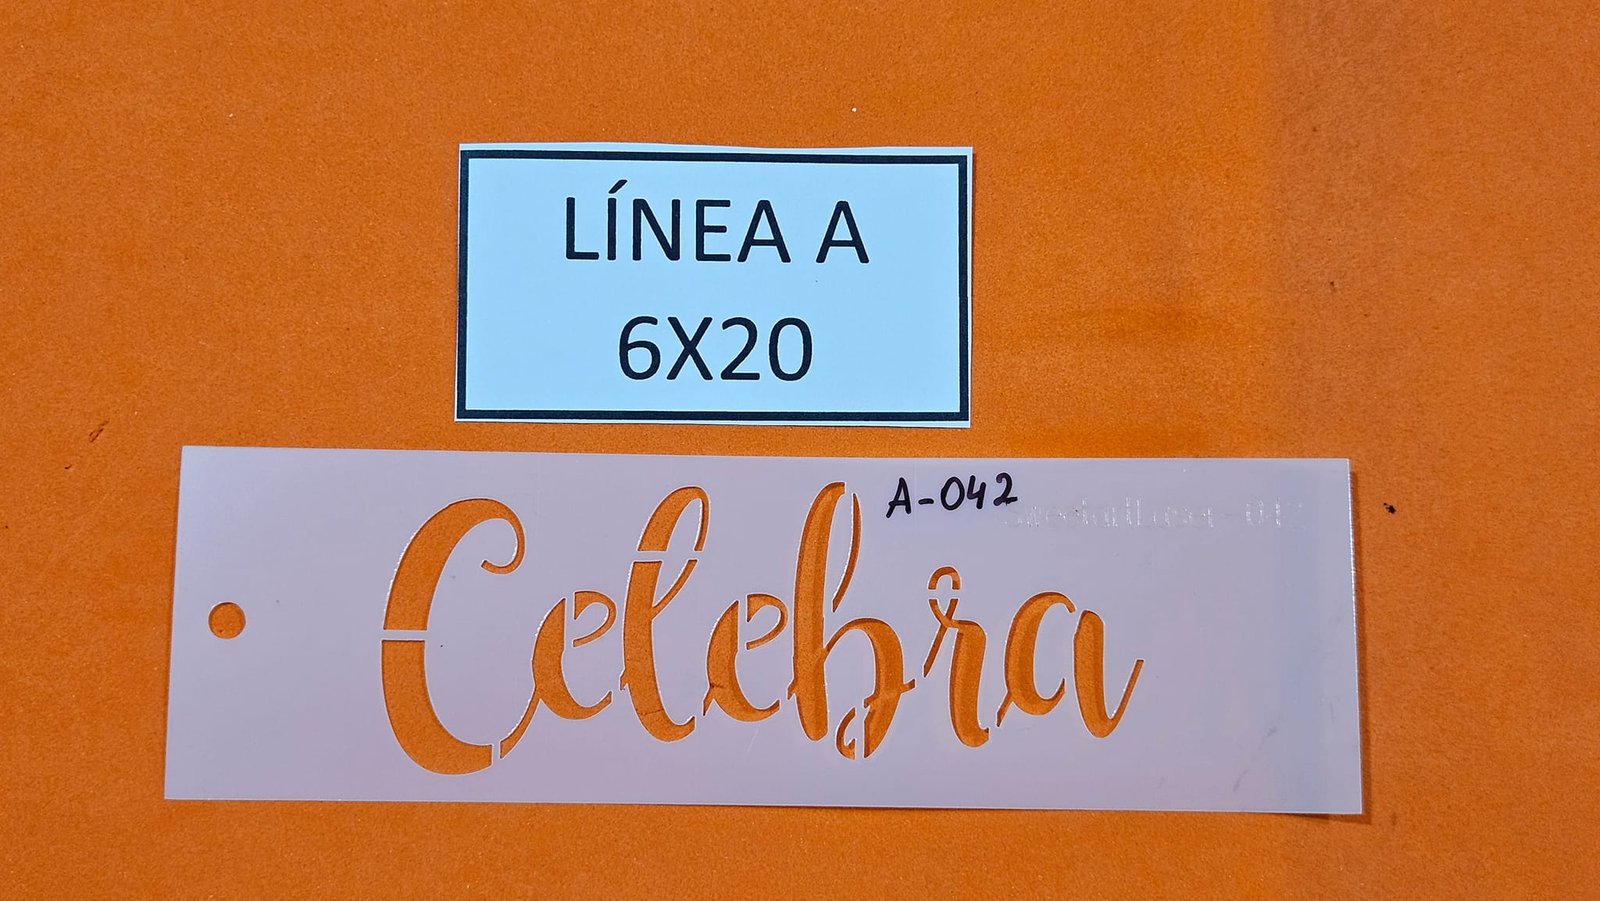 LÍNEA A
6X20
A-042
Celebra